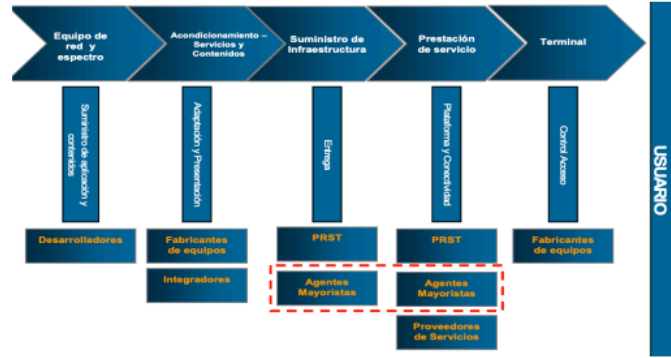 Equipo de
red y
espectro
Acondicionamiento –
Servicios y
Contenidos
Suministro de
Infraestructura
Prestación
de servicio
Terminal
Suministro de aplicación y
contenidos
Adaptación y Presentación
Entrega
Plataforma y Conectividad
Control Acceso
USUARIO
Desarrolladores
Fabricantes
de equipos
PRST
PRST
Fabricantes
de equipos
Integradores
Agentes
Mayoristas
Agentes
Mayoristas
Proveedores
de Servicios